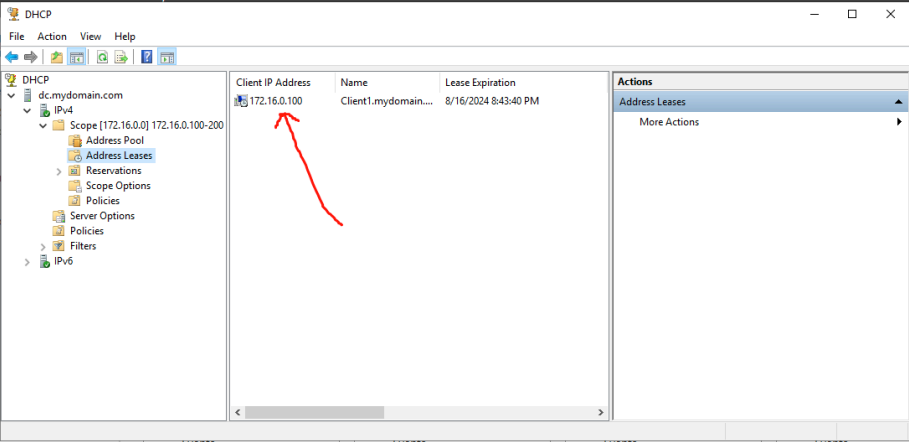 DHCP
File Action View Help
DHCP
dc.mydomain.com
IPv4
Scope [172.16.0.0] 172.16.0.100-200
Address Pool
Address Leases
Reservations
Scope Options
Policies
Server Options
Policies
Filters
IPv6
Client IP Address Name Lease Expiration
172.16.0.100 Client1.mydomain.... 8/16/2024 8:43:40 PM
Actions
Address Leases
More Actions